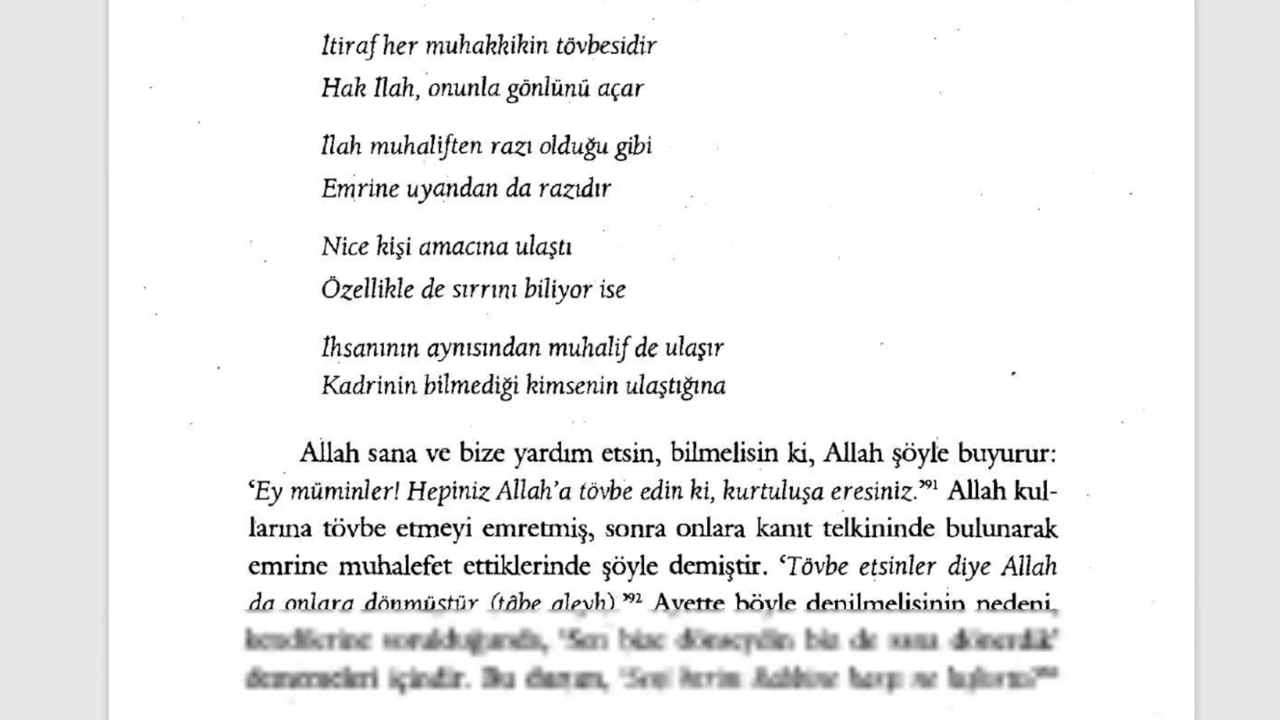 İtiraf her muhakkikin tövbesidir
Hak İlah, onunla gönlünü açar
İlah muhaliften razı olduğu gibi
Emrine uyandan da razıdır
Nice kişi amacına ulaştı
Özellikle de sırrını biliyor ise
İhsanının aynısından muhalif de ulaşır
Kadrinin bilmediği kimsenin ulaştığına
Allah sana ve bize yardım etsin, bilmelisin ki, Allah şöyle buyurur:
‘Ey müminler! Hepiniz Allah’a tövbe edin ki, kurtuluşa eresiniz.’⁹¹ Allah kul-
larına tövbe etmeyi emretmiş, sonra onlara kanıt telkininde bulunarak
emrine muhalefet ettiklerinde şöyle demiştir. ‘Tövbe etsinler diye Allah
da onlara dönmüştür (tâbe aleyh).’⁹² Ayette böyle denilmelisinin nedeni,